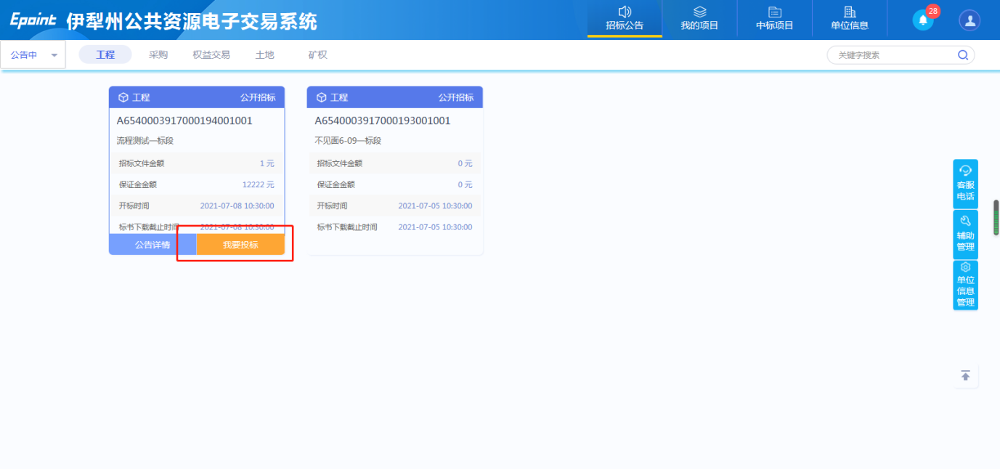 Epoint 伊犁州公共资源电子交易系统
招标公告
我的项目
中标项目
单位信息
28
公告中
工程
采购
权益交易
土地
矿权
关键字搜索
工程 公开招标
A6540003917000194001001
流程测试一标段
招标文件金额 1 元
保证金金额 12222 元
开标时间 2021-07-08 10:30:00
标书下载截止时间 2021-07-08 10:30:00
公告详情 我要投标
工程 公开招标
A6540003917000193001001
不见面6-09一标段
招标文件金额 0 元
保证金金额 0 元
开标时间 2021-07-05 10:30:00
标书下载截止时间 2021-07-05 10:30:00
客服
电话
辅助
管理
单位
信息
管理